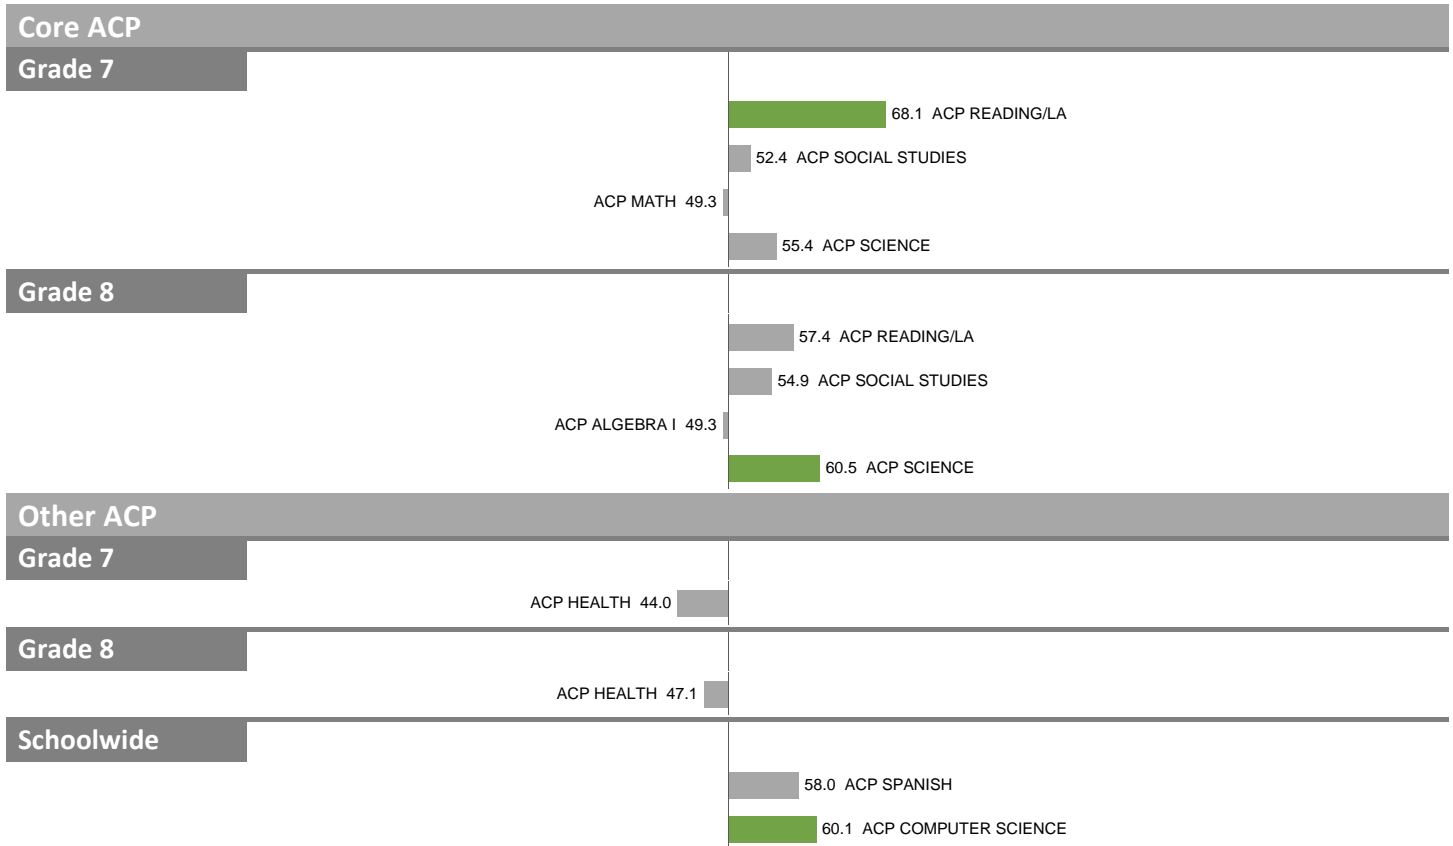 Core ACP
Grade 7
68.1 ACP READING/LA
52.4 ACP SOCIAL STUDIES
ACP MATH 49.3
55.4 ACP SCIENCE
Grade 8
57.4 ACP READING/LA
54.9 ACP SOCIAL STUDIES
ACP ALGEBRA I 49.3
60.5 ACP SCIENCE
Other ACP
Grade 7
ACP HEALTH 44.0
Grade 8
ACP HEALTH 47.1
Schoolwide
58.0 ACP SPANISH
60.1 ACP COMPUTER SCIENCE